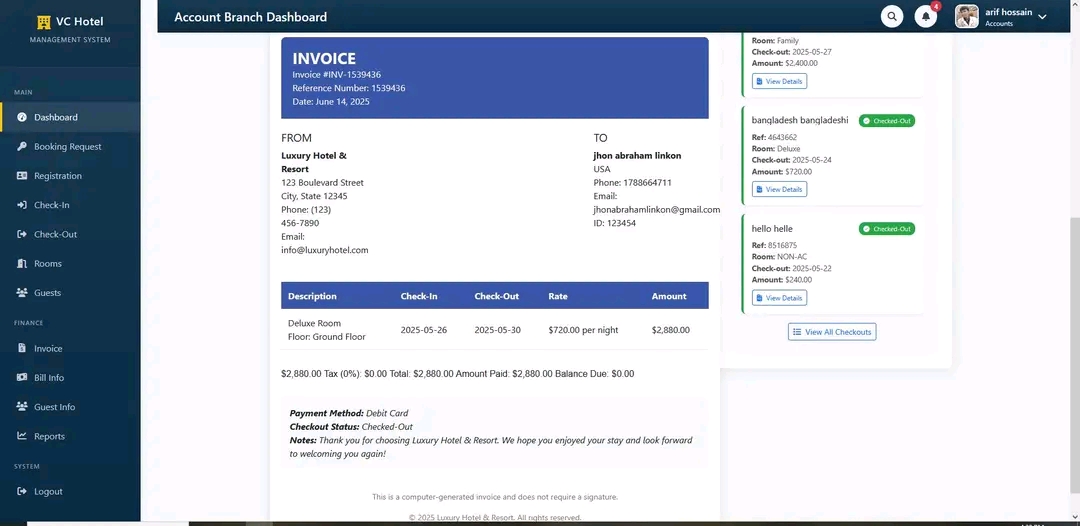 VC Hotel
MANAGEMENT SYSTEM
MAIN
Dashboard
Booking Request
Registration
Check-In
Check-Out
Rooms
Guests
FINANCE
Invoice
Bill Info
Guest Info
Reports
SYSTEM
Logout
Account Branch Dashboard
4
arif hossain
Accounts
INVOICE
Invoice #INV-1539436
Reference Number: 1539436
Date: June 14, 2025
FROM
Luxury Hotel &
Resort
123 Boulevard Street
City, State 12345
Phone: (123)
456-7890
Email:
info@luxuryhotel.com
TO
jhon abraham linkon
USA
Phone: 1788664711
Email:
jhonabrahamlinkon@gmail.com
ID: 123454
Description Check-In Check-Out Rate Amount
Deluxe Room
Floor: Ground Floor
2025-05-26 2025-05-30 $720.00 per night $2,880.00
$2,880.00 Tax (0%): $0.00 Total: $2,880.00 Amount Paid: $2,880.00 Balance Due: $0.00
Payment Method: Debit Card
Checkout Status: Checked-Out
Notes: Thank you for choosing Luxury Hotel & Resort. We hope you enjoyed your stay and look forward
to welcoming you again!
This is a computer-generated invoice and does not require a signature.
© 2025 Luxury Hotel & Resort. All rights reserved.
Room: Family
Check-out: 2025-05-27
Amount: $2,400.00
View Details
bangladesh bangladeshi
Checked-Out
Ref: 4643662
Room: Deluxe
Check-out: 2025-05-24
Amount: $720.00
View Details
hello helle
Checked-Out
Ref: 8516875
Room: NON-AC
Check-out: 2025-05-22
Amount: $240.00
View Details
View All Checkouts